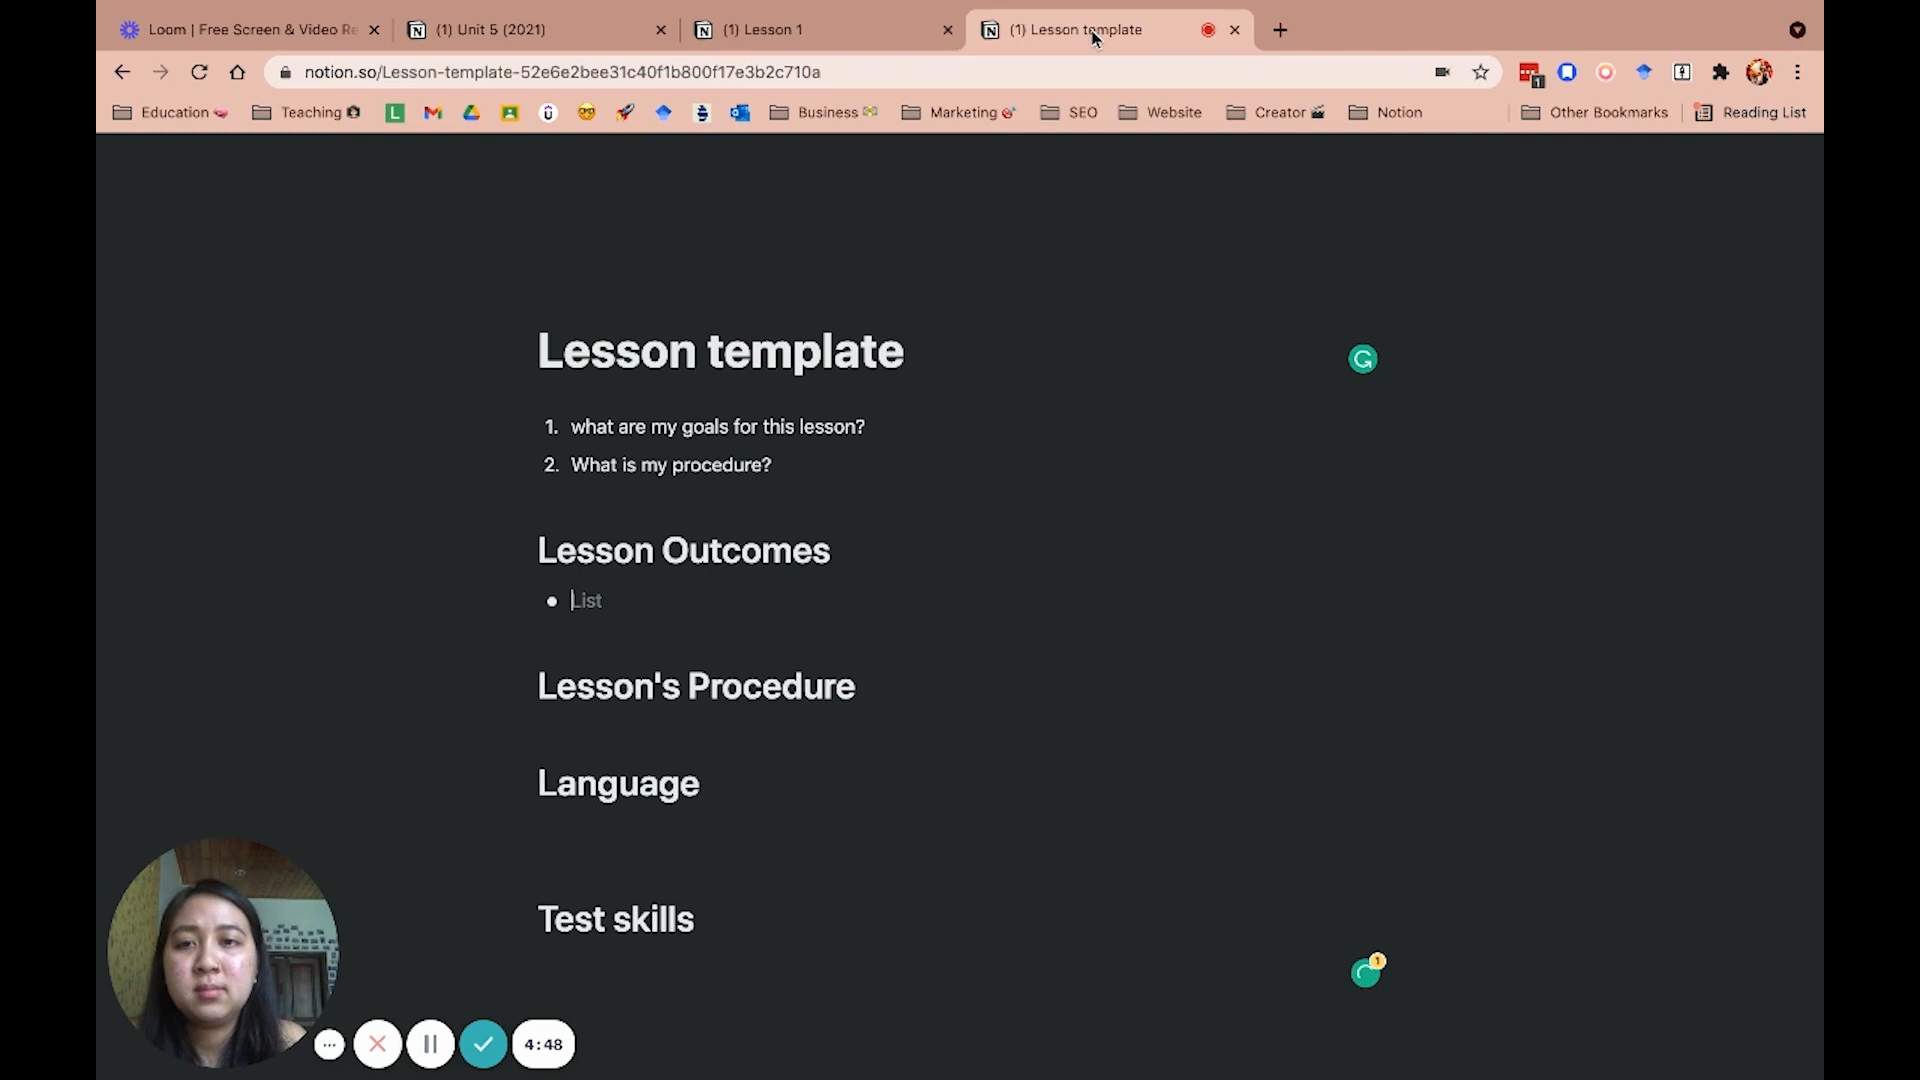 Loom | Free Screen & Video Re
(1) Unit 5 (2021)
(1) Lesson 1
(1) Lesson template
notion.so/Lesson-template-52e6e2bee31c40f1b800f17e3b2c710a
1
Education
Teaching
L
Business
Marketing
SEO
Website
Creator
Notion
Other Bookmarks
Reading List
Lesson template
1. what are my goals for this lesson?
2. What is my procedure?
Lesson Outcomes
• List
Lesson's Procedure
Language
Test skills
1
4:48